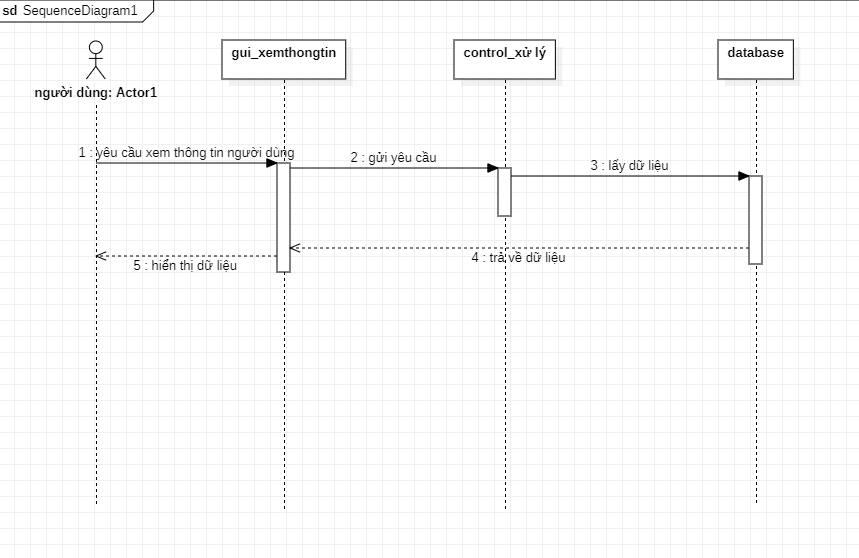 sd SequenceDiagram1
gui_xemthongtin
control_xử lý
database
người dùng: Actor1
1 : yêu cầu xem thông tin người dùng
2 : gửi yêu cầu
3 : lấy dữ liệu
4 : trả về dữ liệu
5 : hiển thị dữ liệu